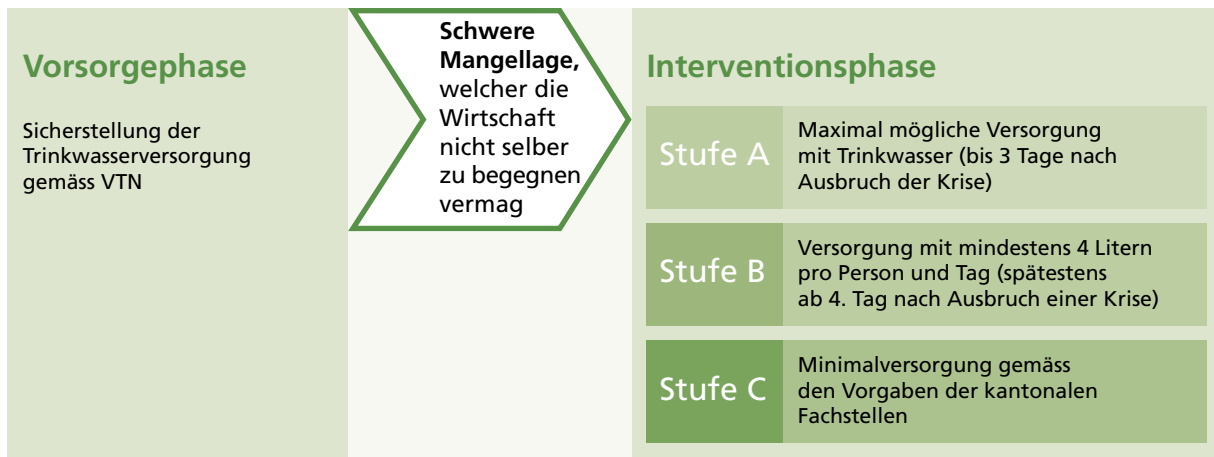 Vorsorgephase
Sicherstellung der
Trinkwasserversorgung
gemäss VTN
Schwere
Mangellage,
welcher die
Wirtschaft
nicht selber
zu begegnen
vermag
Interventionsphase
Stufe A
Maximal mögliche Versorgung
mit Trinkwasser (bis 3 Tage nach
Ausbruch der Krise)
Stufe B
Versorgung mit mindestens 4 Litern
pro Person und Tag (spätestens
ab 4. Tag nach Ausbruch einer Krise)
Stufe C
Minimalversorgung gemäss
den Vorgaben der kantonalen
Fachstellen